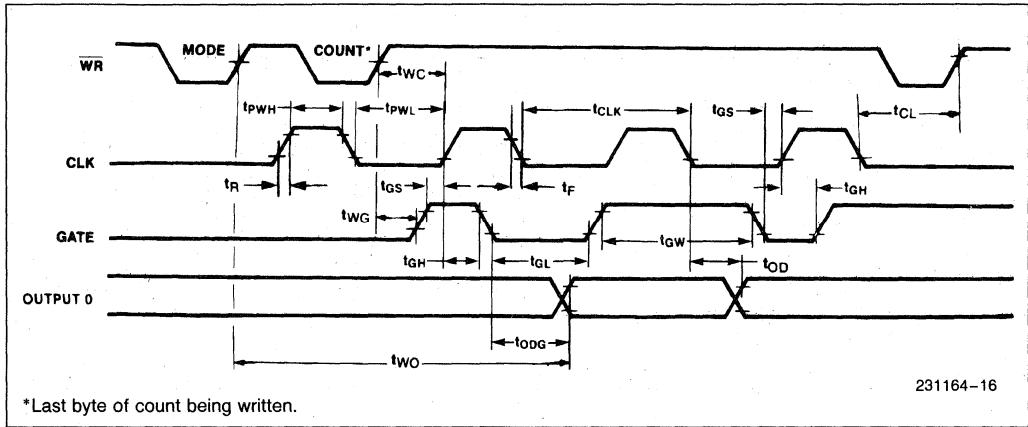 MODE COUNT*
WR
tWC
tPWH tPWL tCLK tGS tCL
CLK
tR tGS tF tGH
tWG
GATE
tGH tGL tGW
tOD
OUTPUT 0
tODG
tWO
231164–16
*Last byte of count being written.